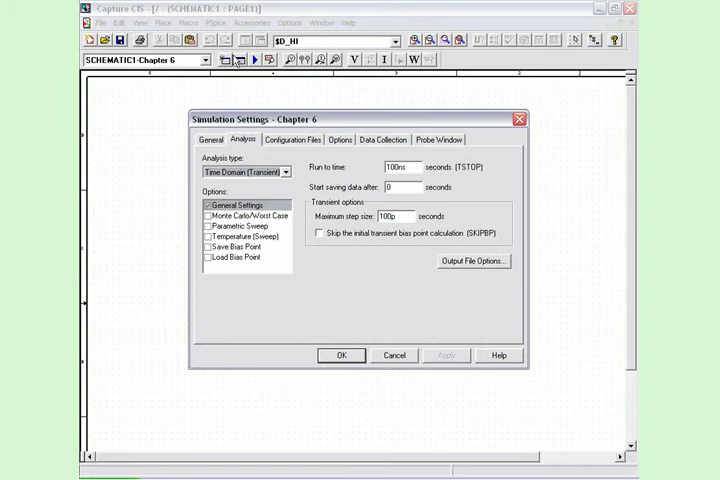 Capture CIS - [/ - (SCHEMATIC1 : PAGE1)]
File Edit View Place Macro PSpice Accessories Options Window Help
$D_HI
SCHEMATIC1-Chapter 6
V I W
Simulation Settings - Chapter 6
General Analysis Configuration Files Options Data Collection Probe Window
Analysis type:
Time Domain (Transient)
Options:
General Settings
Monte Carlo/Worst Case
Parametric Sweep
Temperature (Sweep)
Save Bias Point
Load Bias Point
Run to time: 100ns seconds (TSTOP)
Start saving data after: 0 seconds
Transient options
Maximum step size: 100p seconds
Skip the initial transient bias point calculation (SKIPBP)
Output File Options...
OK Cancel Apply Help